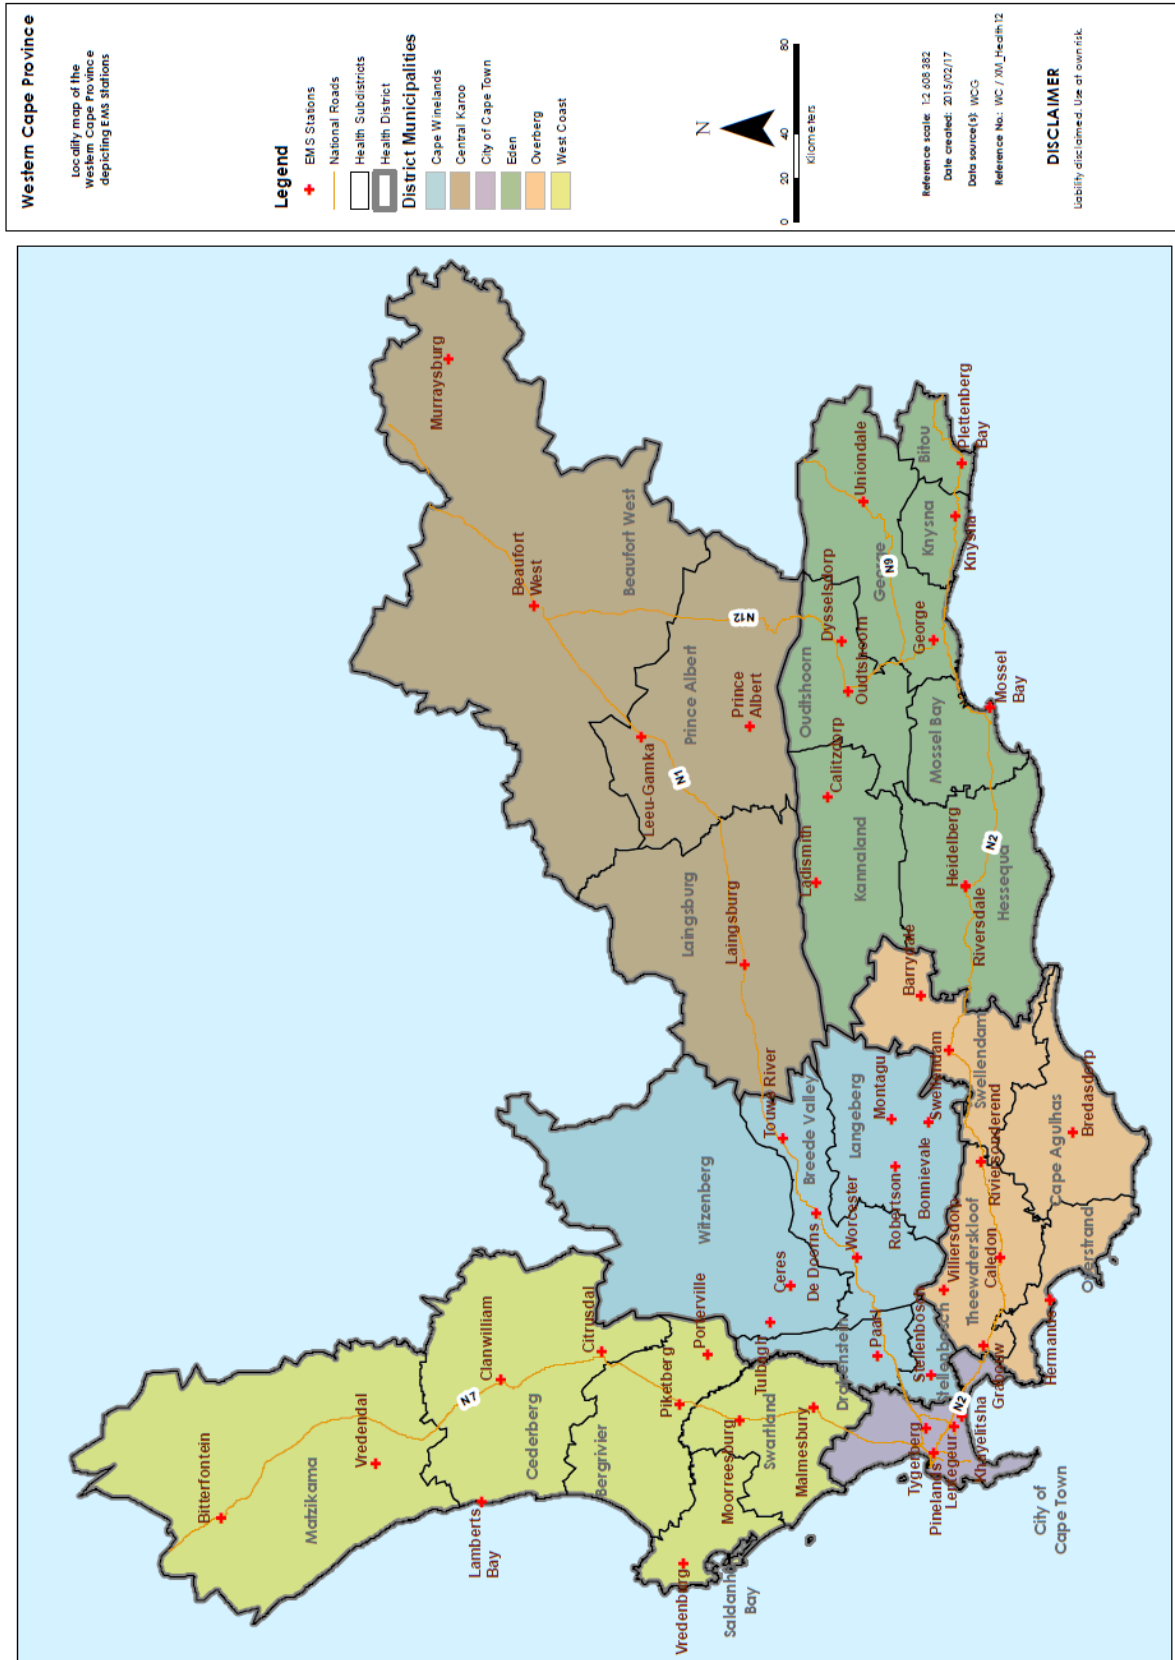 Western Cape Province
Locality map of the
Western Cape Province
depicting EMS Stations
Legend
EMS Stations
National Roads
Health Subdistricts
Health District
District Municipalities
Cape Winelands
Central Karoo
City of Cape Town
Eden
Overberg
West Coast
N
0 20 40 80
Kilometers
Reference scale: 1:2 608 382
Date created: 2015/02/17
Data source(s): WCG
Reference No.: WC / XM_Health12
DISCLAIMER
Liability disclaimed. Use at own risk.
Bitterfontein
Matzikama
Vredendal
Lamberts
Bay
Clanwilliam
Cederberg
N7
Citrusdal
Bergrivier
Piketberg
Porterville
Vredenburg
Saldanha
Bay
Moorreesburg
Swartland
Malmesbury
Witzenberg
Tulbagh
Ceres
De Doorns
Touws River
Breede Valley
Worcester
Drakenstein
Paarl
Langeberg
Montagu
Robertson
Bonnievale
Stellenbosch
Stellenbosch
Tygerberg
Pinelands
Lentegeur
Khayelitsha
N2
City of
Cape Town
Grabouw
Villiersdorp
Theewaterskloof
Caledon
Hermanus
Overstrand
Riviersonderend
Swellendam
Swellendam
Cape Agulhas
Bredasdorp
Barrydale
Murraysburg
Beaufort
West
Beaufort West
Leeu-Gamka
N1
N12
Prince Albert
Prince
Albert
Laingsburg
Laingsburg
Ladismith
Kannaland
Calitzdorp
Oudtshoorn
Oudtshoorn
Dysselsdorp
Uniondale
George
N9
George
Knysna
Knysna
Bitou
Plettenberg
Bay
Mossel Bay
Mossel
Bay
Heidelberg
Hessequa
Riversdale
N2